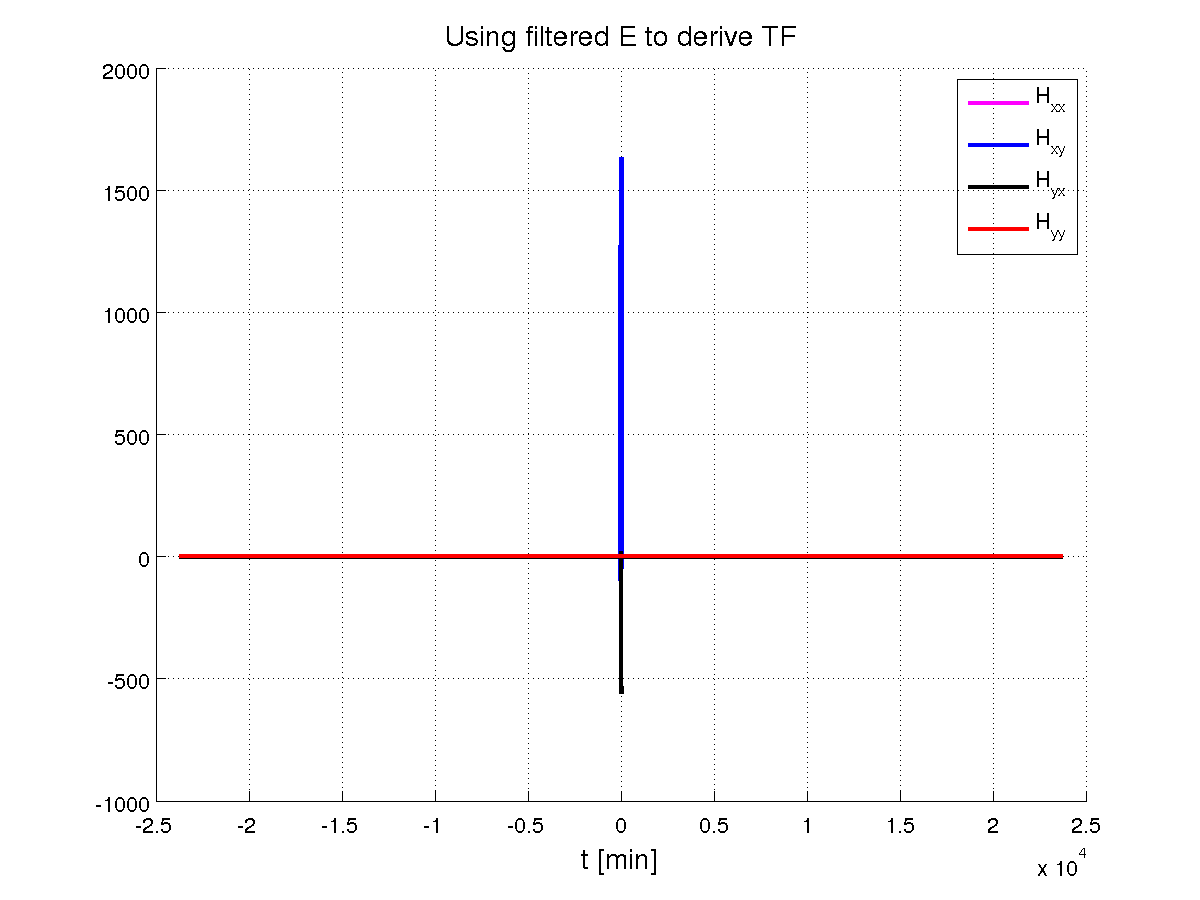 Using filtered E to derive TF
2000
1500
1000
500
0
-500
-1000
H_xx
H_xy
H_yx
H_yy
-2.5 -2 -1.5 -1 -0.5 0 0.5 1 1.5 2 2.5
x 10^4
t [min]